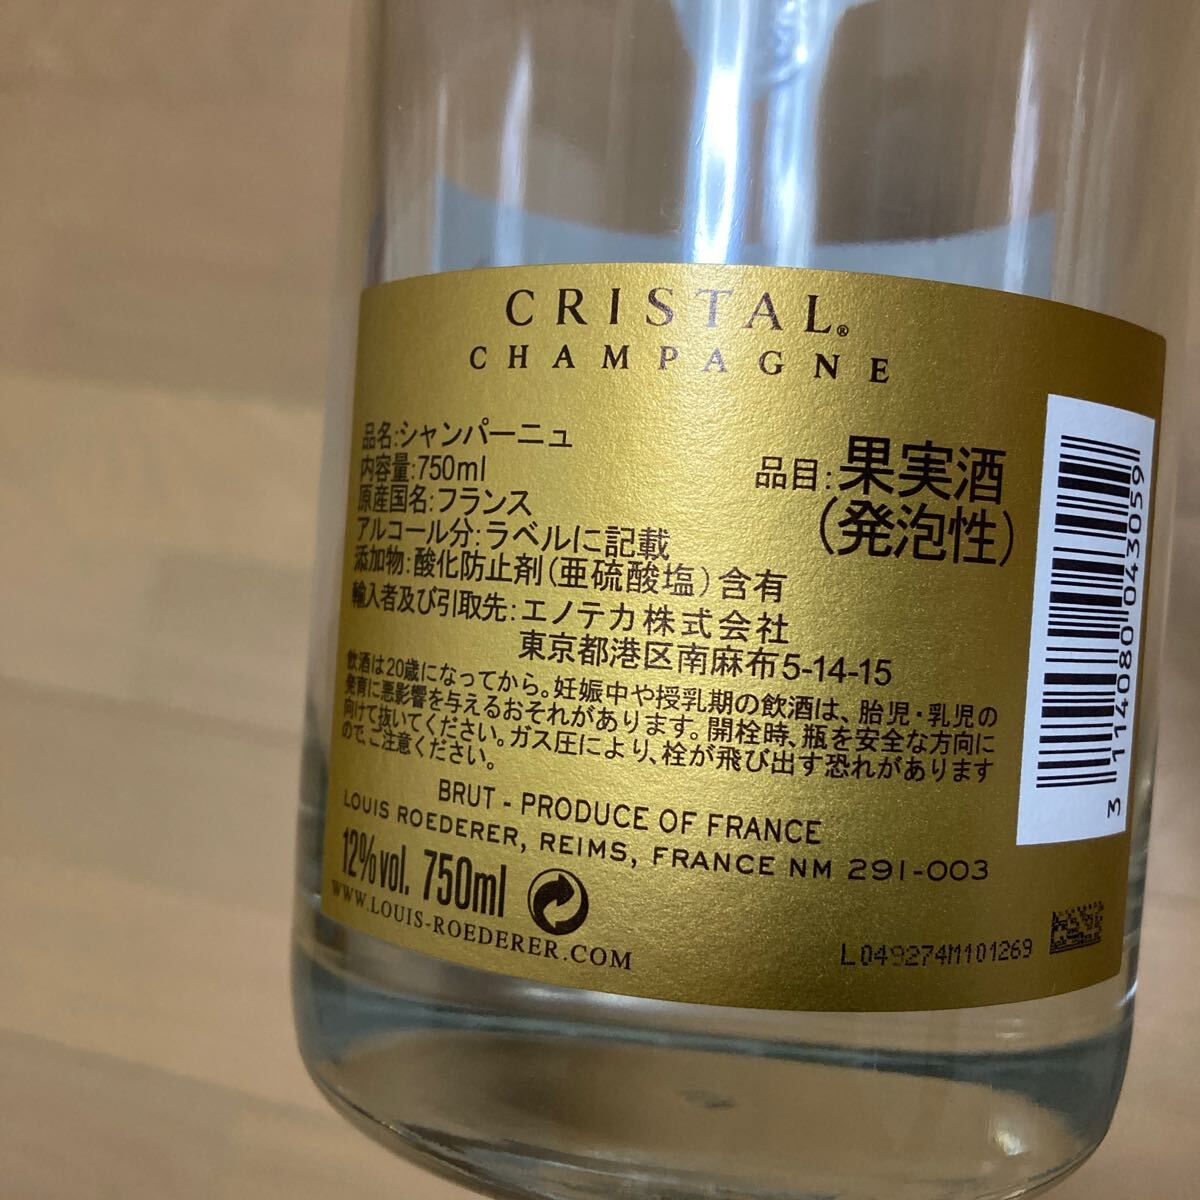 CRISTAL®
CHAMPAGNE
品名:シャンパーニュ
内容量:750ml
原産国名:フランス
アルコール分:ラベルに記載
添加物:酸化防止剤(亜硫酸塩)含有
輸入者及び引取先:エノテカ株式会社
東京都港区南麻布5-14-15
品目:果実酒
(発泡性)
飲酒は20歳になってから。妊娠中や授乳期の飲酒は、胎児・乳児の
発育に悪影響を与えるおそれがあります。開栓時、瓶を安全な方向に
向けて抜いてください。ガス圧により、栓が飛び出す恐れがあります
ので、ご注意ください。
BRUT - PRODUCE OF FRANCE
LOUIS ROEDERER, REIMS, FRANCE NM 291-003
12%vol. 750ml
WWW.LOUIS-ROEDERER.COM
L049274M101269
3 114080 043059